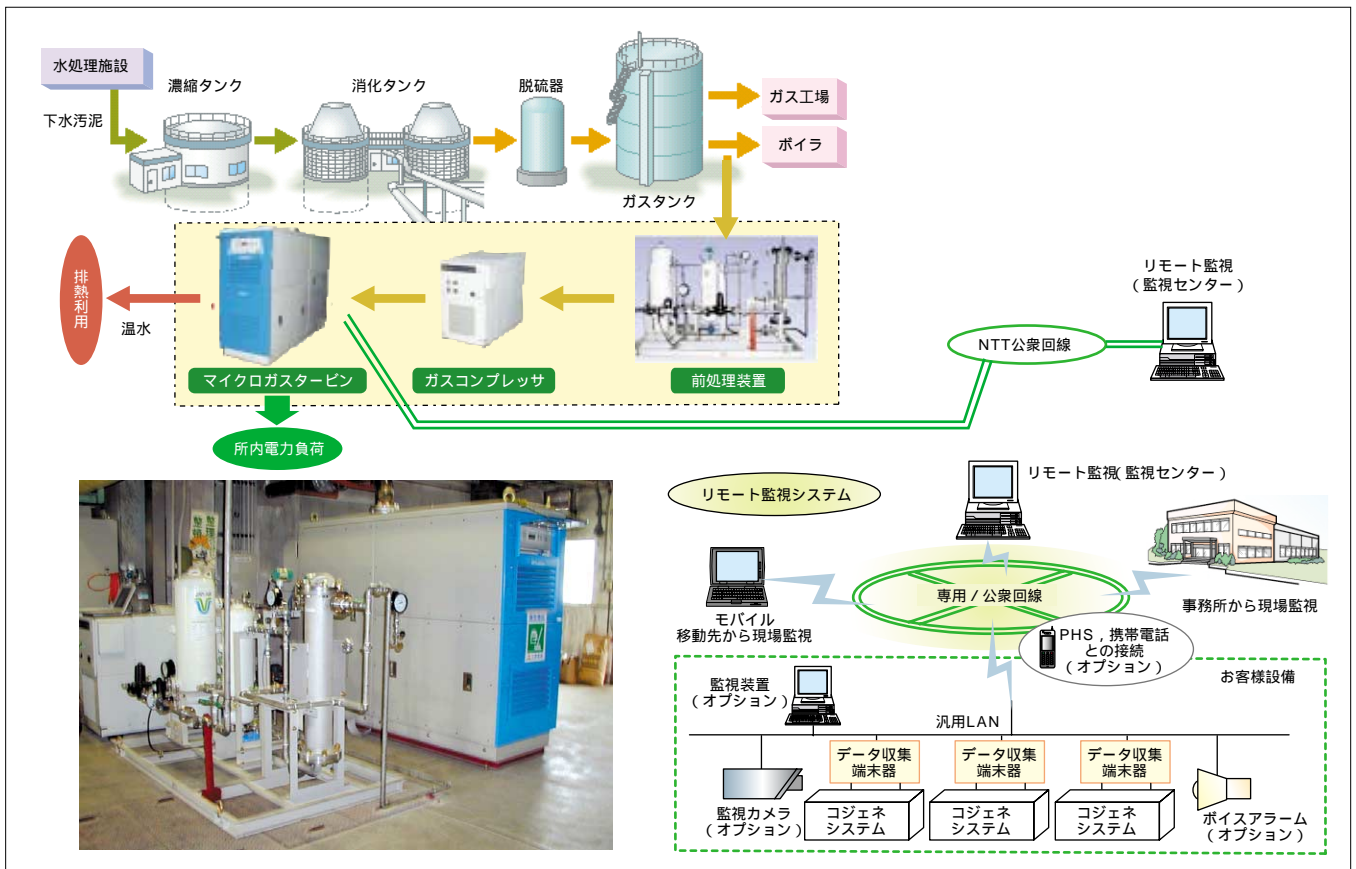 水処理施設
濃縮タンク
消化タンク
脱硫器
ガス工場
下水汚泥
ボイラ
ガスタンク
排熱利用
温水
マイクロガスタービン
ガスコンプレッサ
前処理装置
所内電力負荷
リモート監視
(監視センター)
NTT公衆回線
リモート監視システム
リモート監視(監視センター)
専用/公衆回線
モバイル
移動先から現場監視
事務所から現場監視
PHS,携帯電話
との接続
(オプション)
お客様設備
監視装置
(オプション)
汎用LAN
データ収集
端末器
データ収集
端末器
データ収集
端末器
監視カメラ
(オプション)
コジェネ
システム
コジェネ
システム
コジェネ
システム
ボイスアラーム
(オプション)